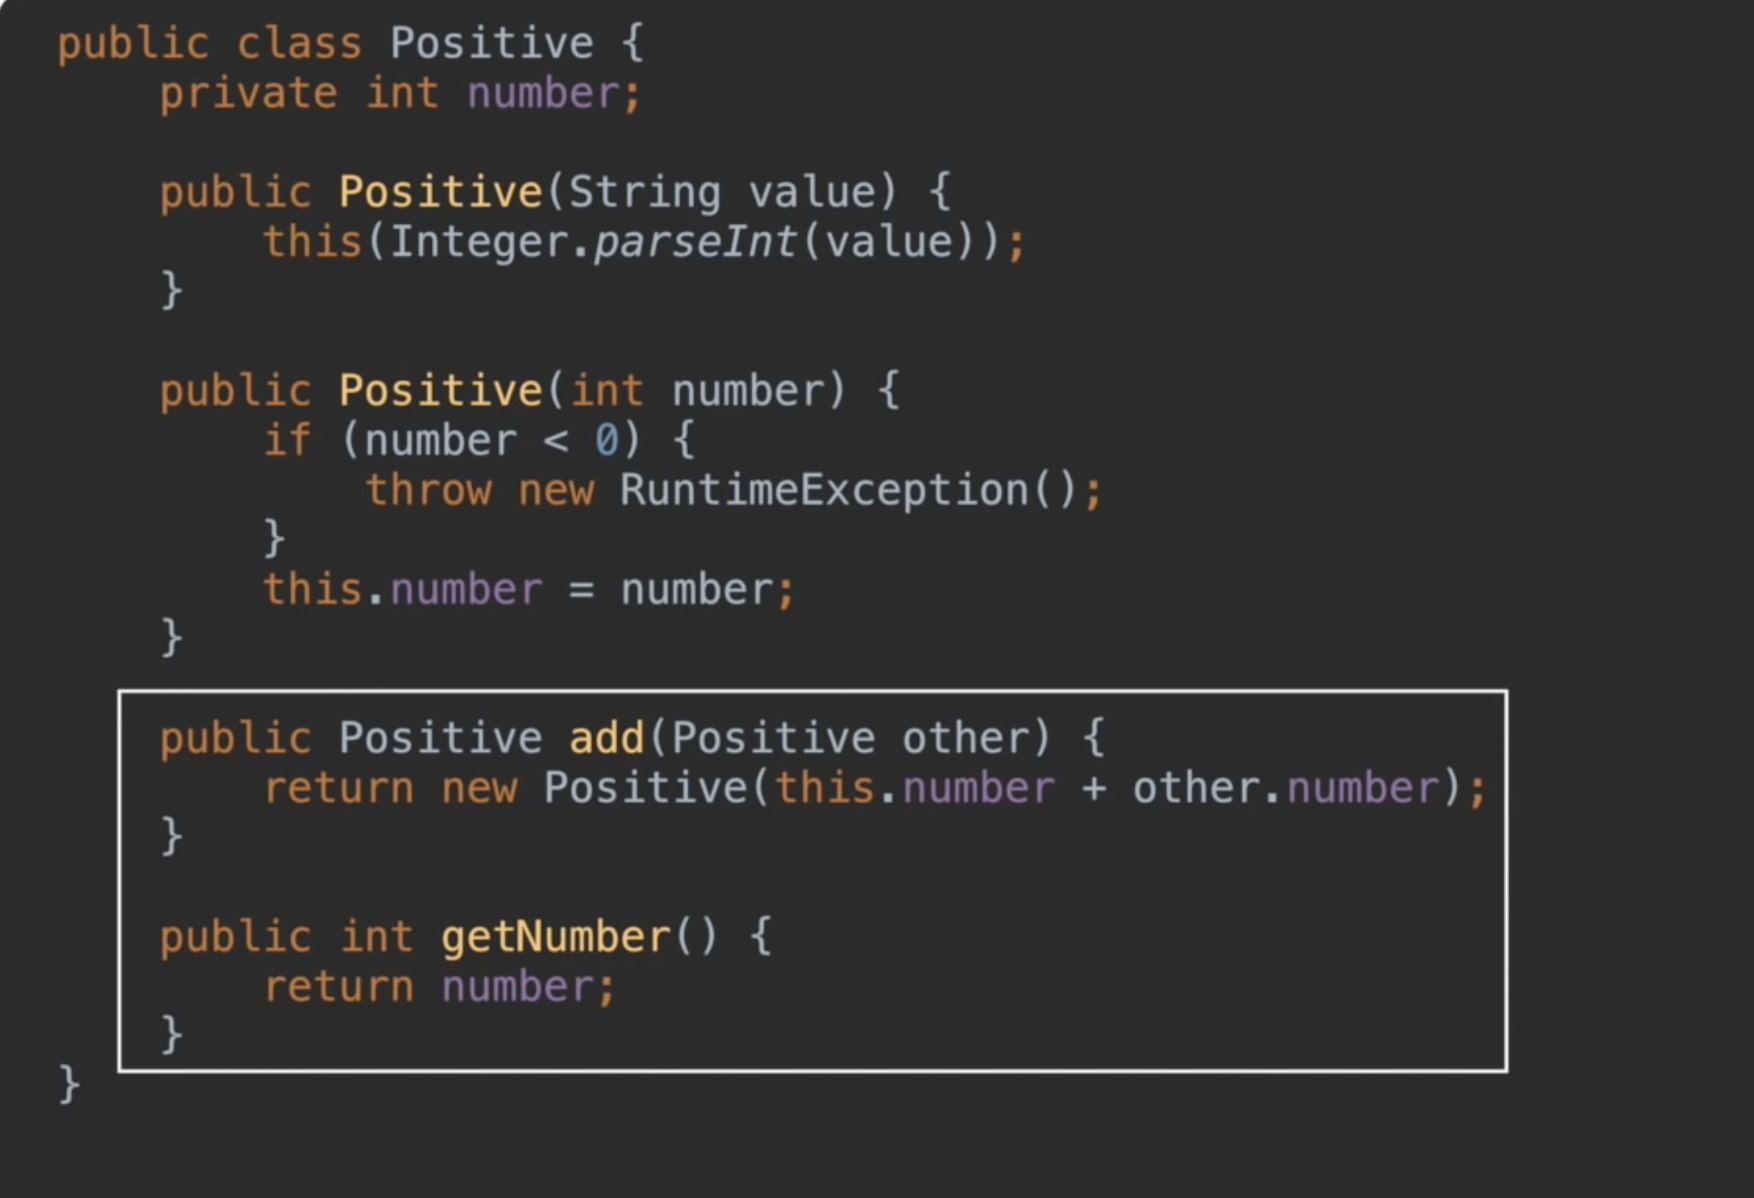 public class Positive {
    private int number;

    public Positive(String value) {
        this(Integer.parseInt(value));
    }

    public Positive(int number) {
        if (number < 0) {
            throw new RuntimeException();
        }
        this.number = number;
    }

    public Positive add(Positive other) {
        return new Positive(this.number + other.number);
    }

    public int getNumber() {
        return number;
    }
}